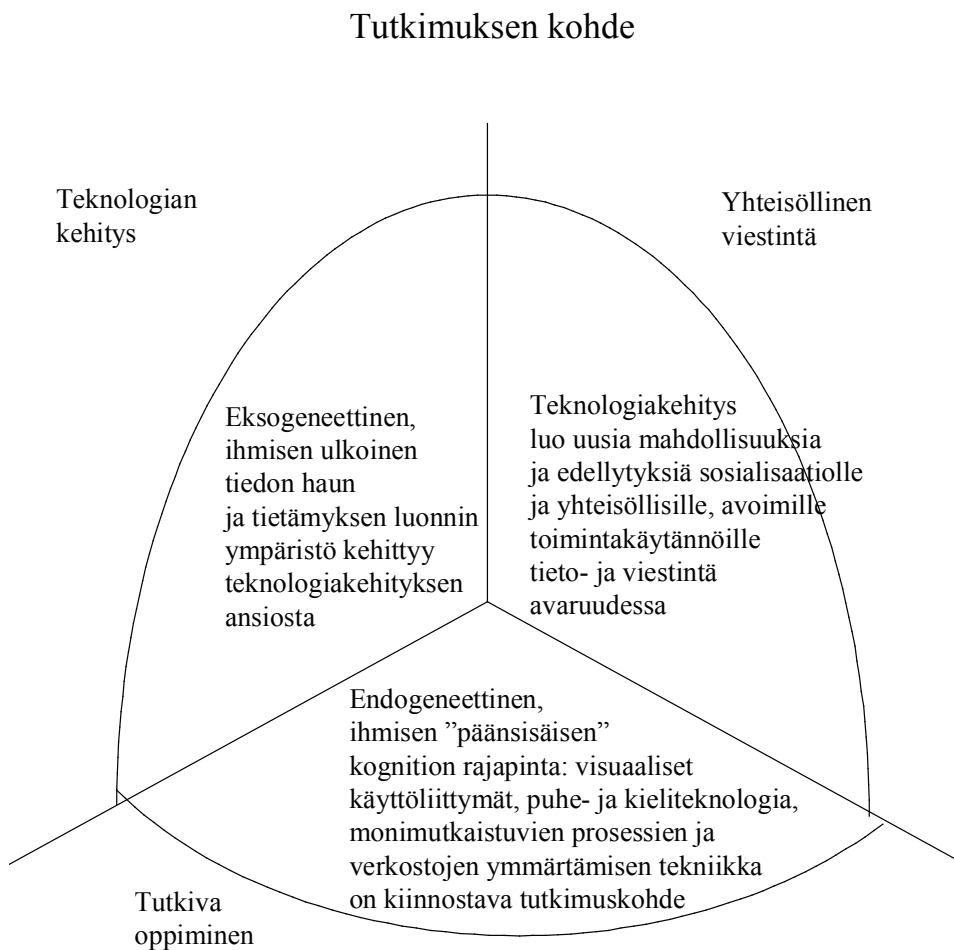 Tutkimuksen kohde
Teknologian
kehitys
Yhteisöllinen
viestintä
Eksogeneettinen,
ihmisen ulkoinen
tiedon haun
ja tietämyksen luonnin
ympäristö kehittyy
teknologiakehityksen
ansiosta
Teknologiakehitys
luo uusia mahdollisuuksia
ja edellytyksiä sosialisaatiolle
ja yhteisöllisille, avoimille
toimintakäytännöille
tieto- ja viestintä
avaruudessa
Endogeneettinen,
ihmisen ”päänsisäisen”
kognition rajapinta: visuaaliset
käyttöliittymät, puhe- ja kieliteknologia,
monimutkaistuvien prosessien ja
verkostojen ymmärtämisen tekniikka
on kiinnostava tutkimuskohde
Tutkiva
oppiminen